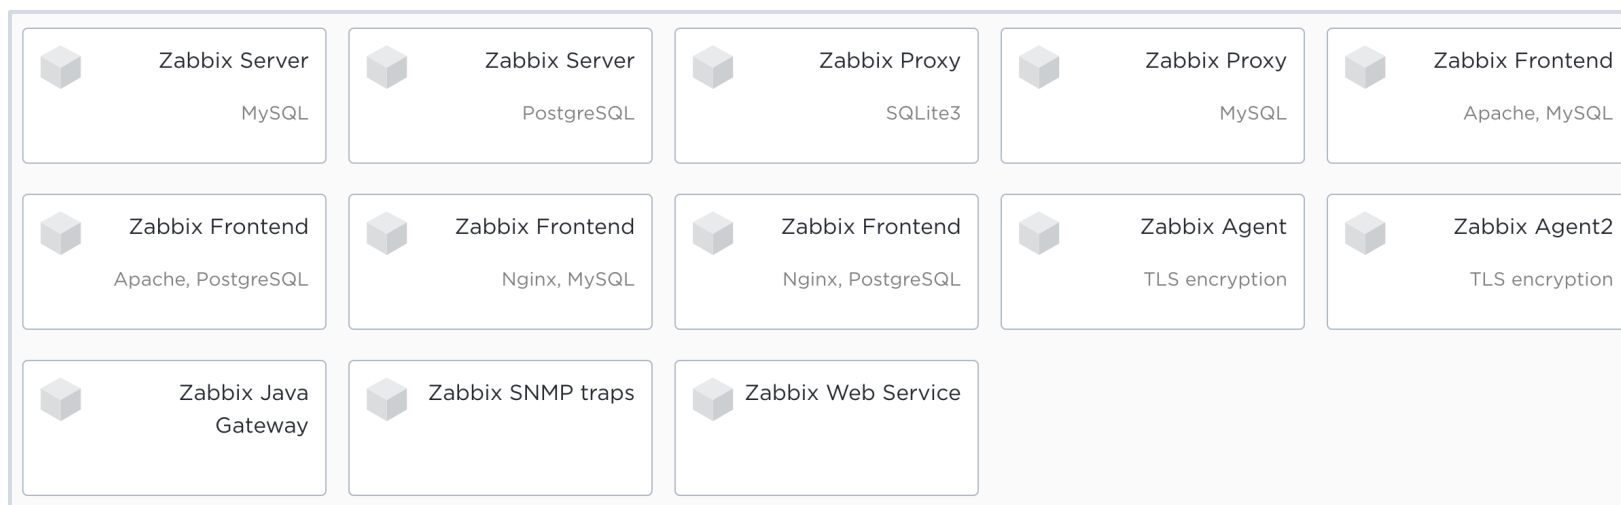 Zabbix Server
MySQL
Zabbix Server
PostgreSQL
Zabbix Proxy
SQLite3
Zabbix Proxy
MySQL
Zabbix Frontend
Apache, MySQL
Zabbix Frontend
Apache, PostgreSQL
Zabbix Frontend
Nginx, MySQL
Zabbix Frontend
Nginx, PostgreSQL
Zabbix Agent
TLS encryption
Zabbix Agent2
TLS encryption
Zabbix Java
Gateway
Zabbix SNMP traps
Zabbix Web Service